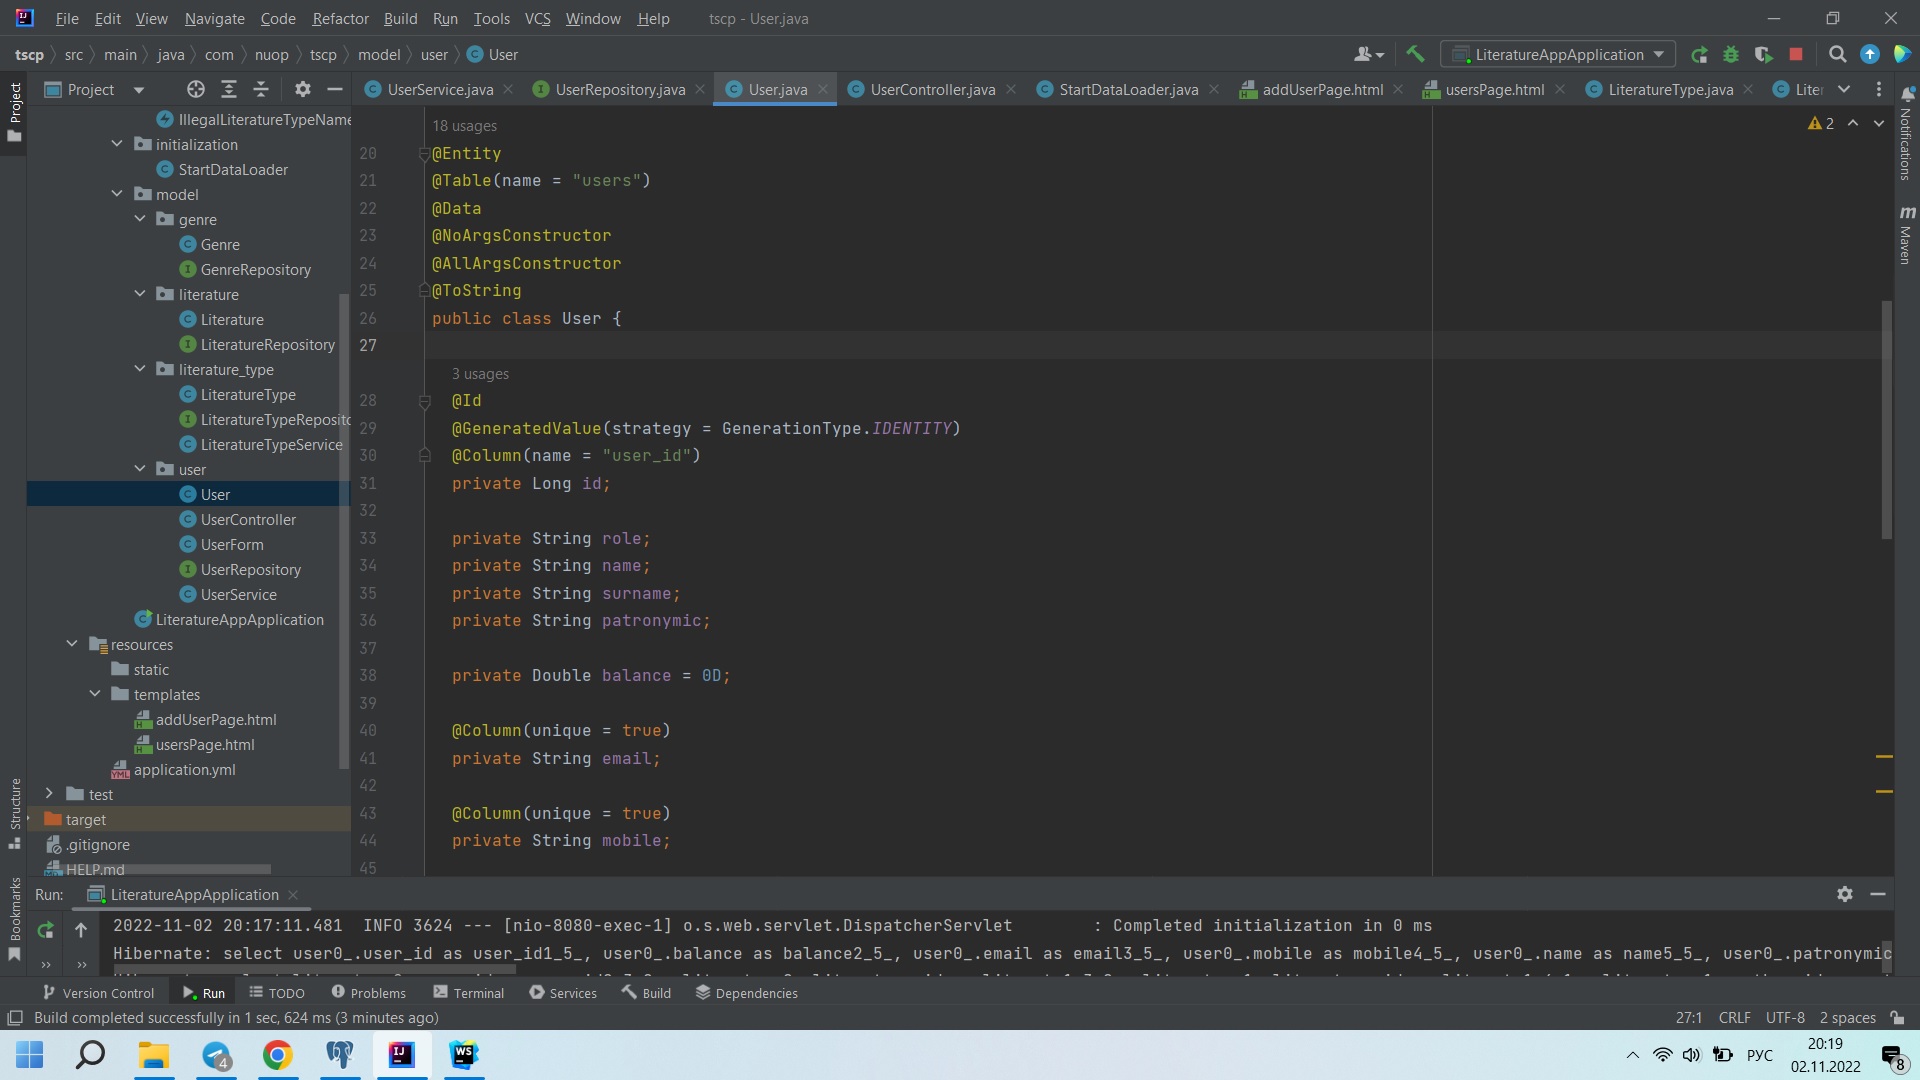 File Edit View Navigate Code Refactor Build Run Tools VCS Window Help tscp - User.java
tscp src main java com nuop tscp model user User
LiteratureAppApplication
Project
UserService.java UserRepository.java User.java UserController.java StartDataLoader.java addUserPage.html usersPage.html LiteratureType.java Liter
Project
Structure
Bookmarks
Notifications
Maven
IllegalLiteratureTypeName
initialization
StartDataLoader
model
genre
Genre
GenreRepository
literature
Literature
LiteratureRepository
literature_type
LiteratureType
LiteratureTypeReposito
LiteratureTypeService
user
User
UserController
UserForm
UserRepository
UserService
LiteratureAppApplication
resources
static
templates
addUserPage.html
usersPage.html
application.yml
test
target
.gitignore
HELP.md
18 usages
2
20 @Entity
21 @Table(name = "users")
22 @Data
23 @NoArgsConstructor
24 @AllArgsConstructor
25 @ToString
26 public class User {
27
3 usages
28 @Id
29 @GeneratedValue(strategy = GenerationType.IDENTITY)
30 @Column(name = "user_id")
31 private Long id;
32
33 private String role;
34 private String name;
35 private String surname;
36 private String patronymic;
37
38 private Double balance = 0D;
39
40 @Column(unique = true)
41 private String email;
42
43 @Column(unique = true)
44 private String mobile;
45
Run: LiteratureAppApplication
2022-11-02 20:17:11.481 INFO 3624 --- [nio-8080-exec-1] o.s.web.servlet.DispatcherServlet : Completed initialization in 0 ms
Hibernate: select user0_.user_id as user_id1_5_, user0_.balance as balance2_5_, user0_.email as email3_5_, user0_.mobile as mobile4_5_, user0_.name as name5_5_, user0_.patronymic
Version Control Run TODO Problems Terminal Services Build Dependencies
Build completed successfully in 1 sec, 624 ms (3 minutes ago)
27:1 CRLF UTF-8 2 spaces
4
РУС
20:19
02.11.2022
8